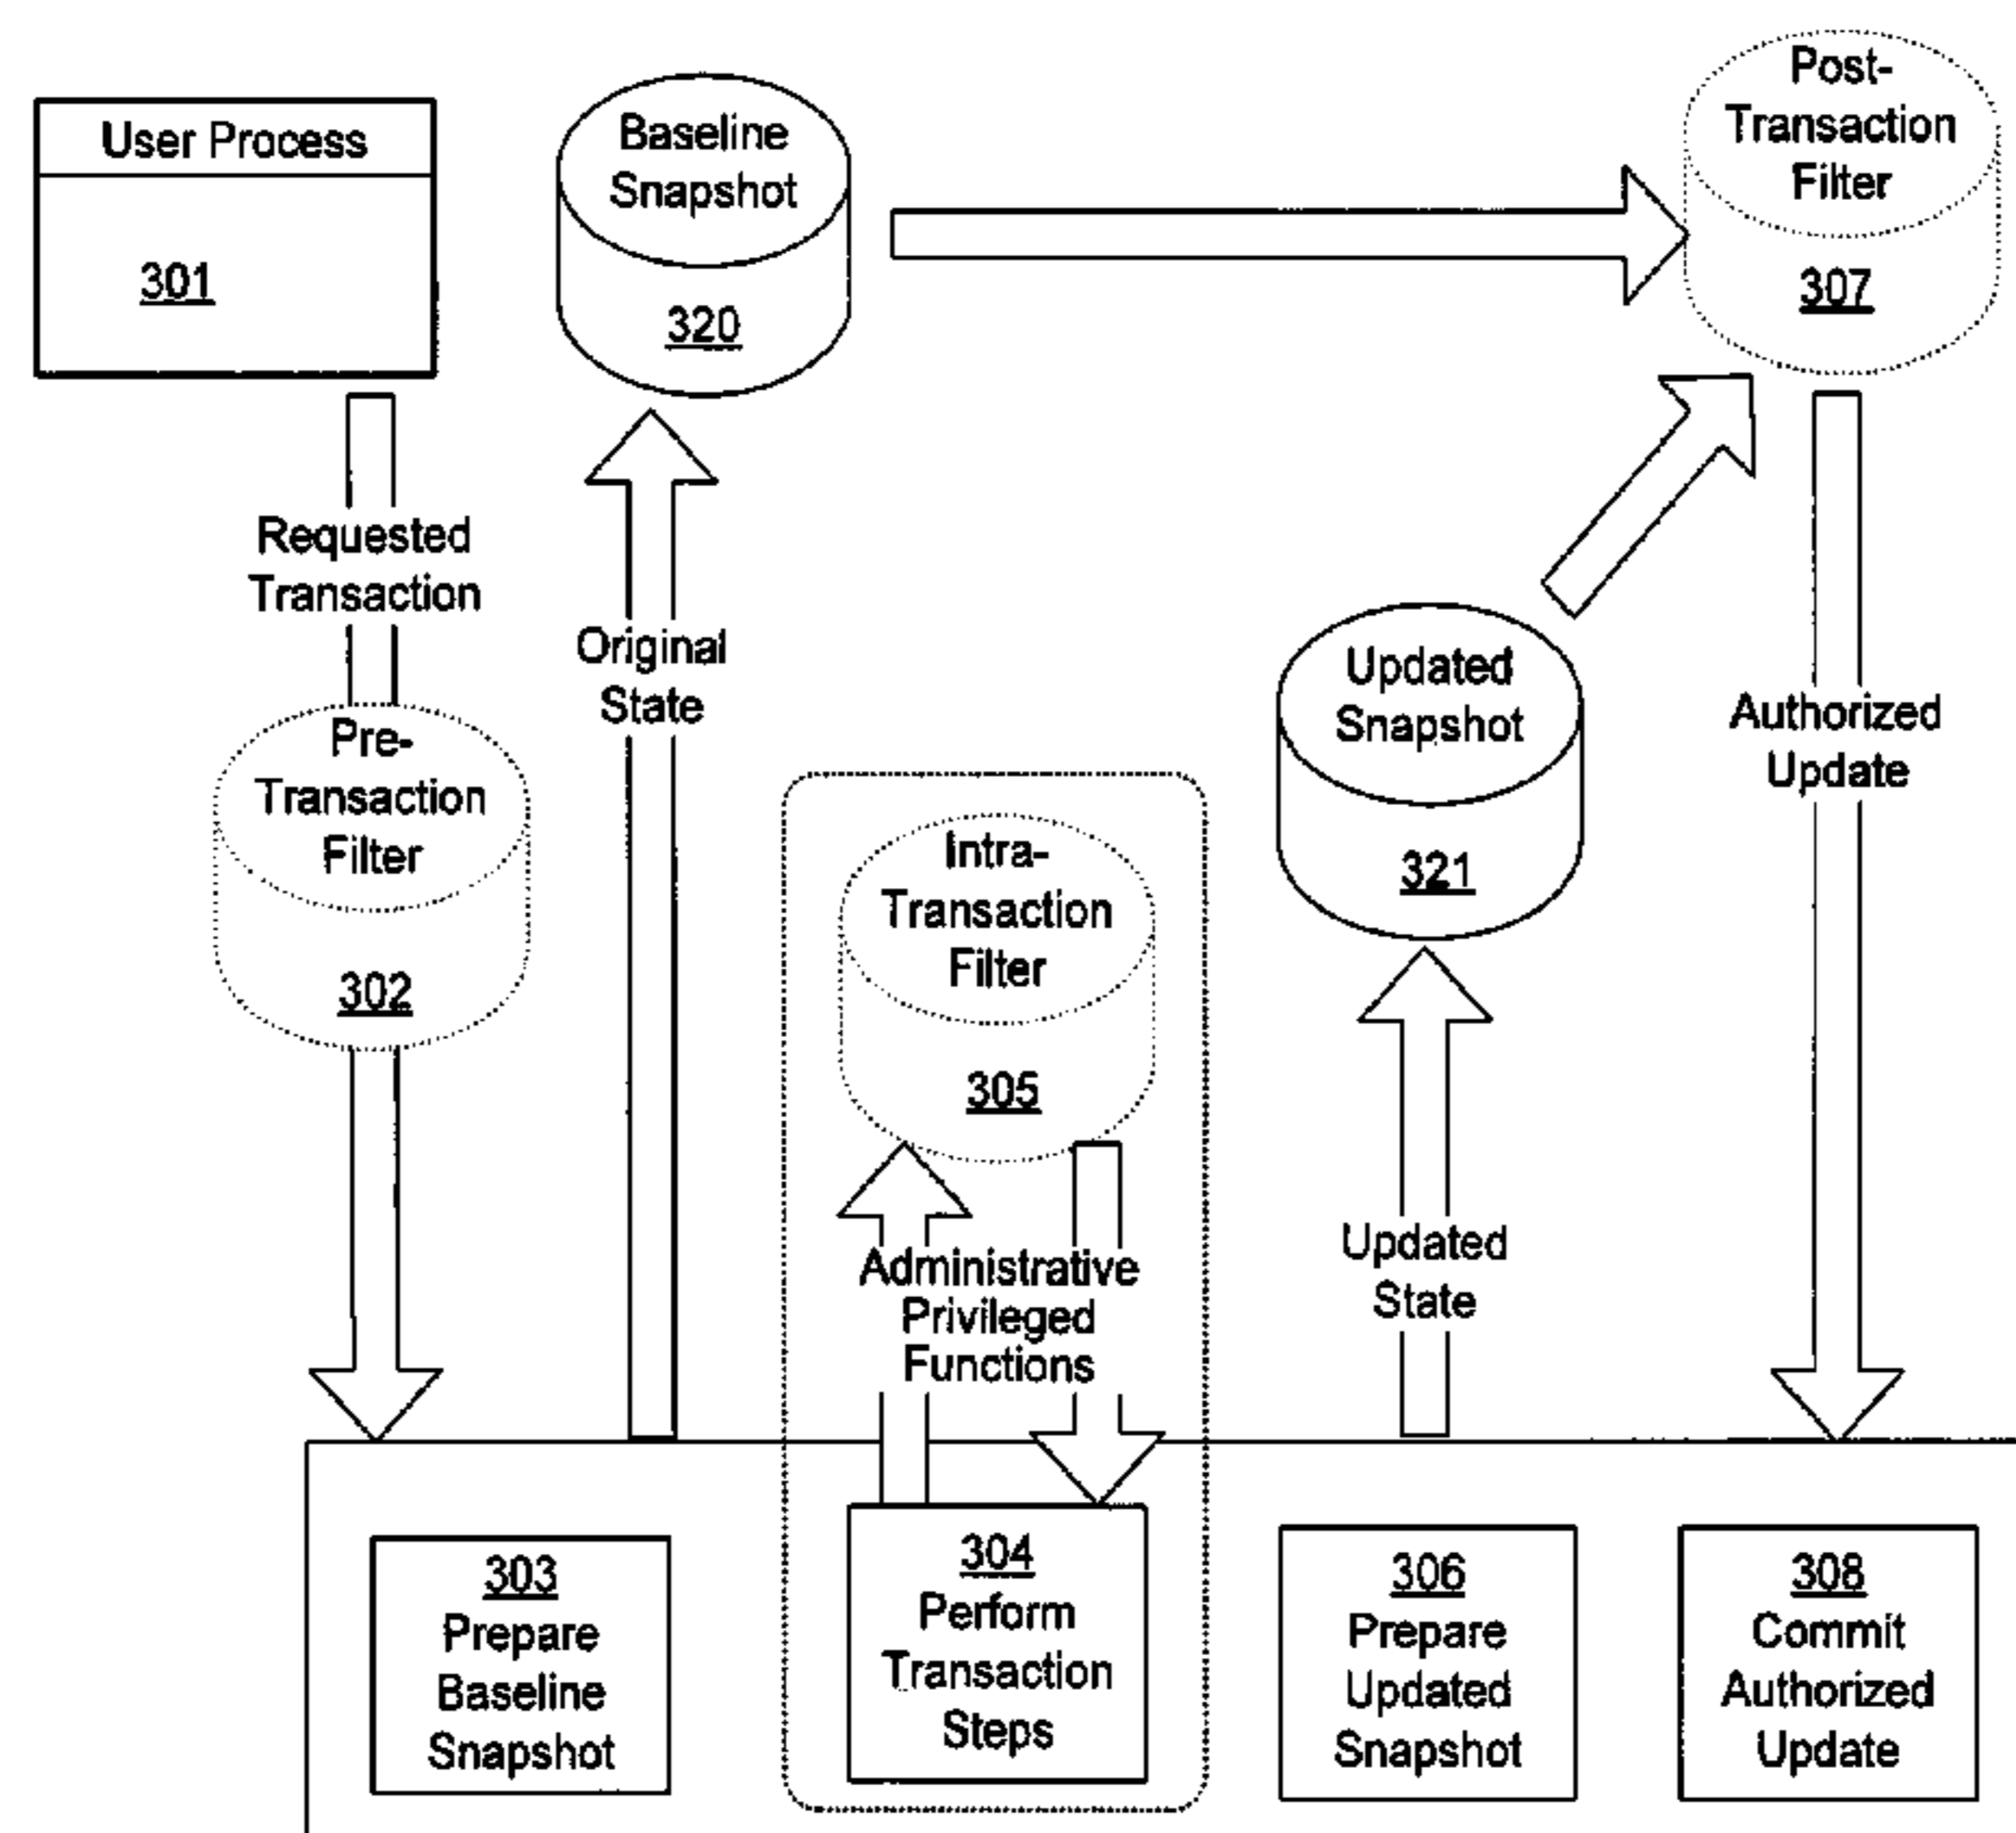 User Process
301
Baseline
Snapshot
320
Post-
Transaction
Filter
307
Requested
Transaction
Original
State
Pre-
Transaction
Filter
302
Updated
Snapshot
321
Authorized
Update
Intra-
Transaction
Filter
305
Administrative
Privileged
Functions
Updated
State
303
Prepare
Baseline
Snapshot
304
Perform
Transaction
Steps
306
Prepare
Updated
Snapshot
308
Commit
Authorized
Update